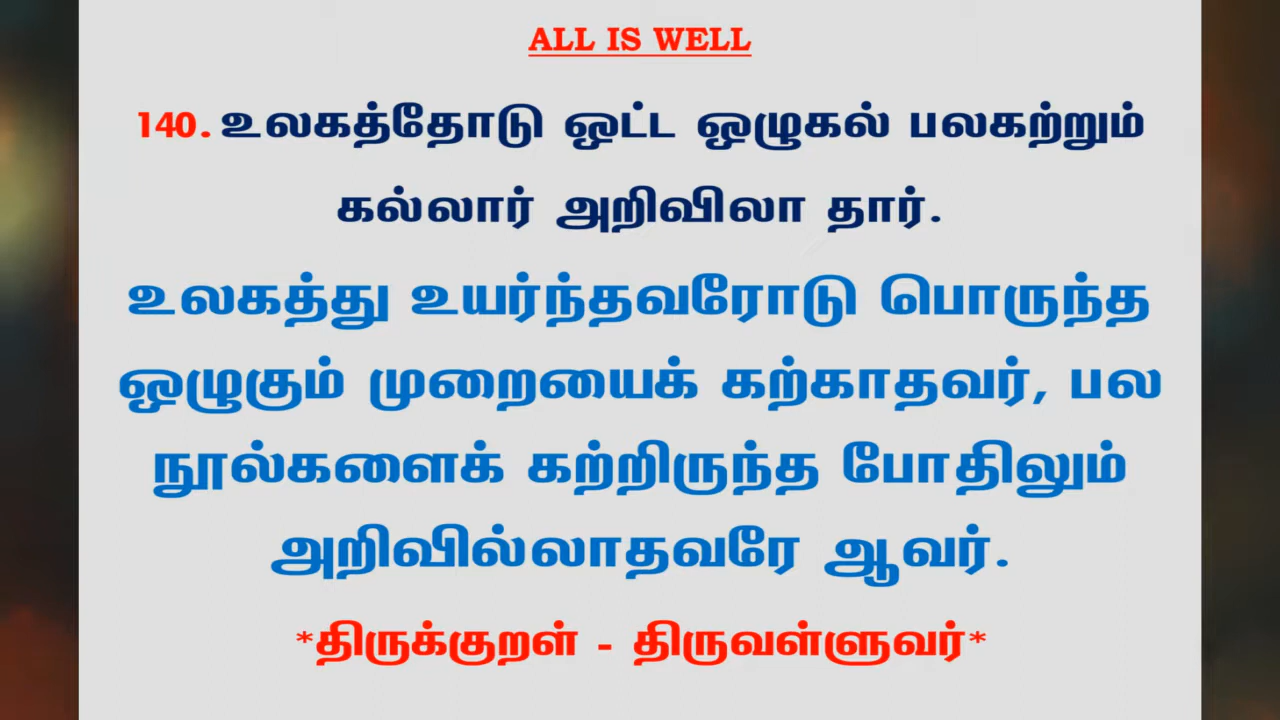 ALL IS WELL
140. உலகத்தோடு ஒட்ட ஒழுகல் பலகற்றும்
கல்லார் அறிவிலா தார்.
உலகத்து உயர்ந்தவரோடு பொருந்த
ஒழுகும் முறையைக் கற்காதவர், பல
நூல்களைக் கற்றிருந்த போதிலும்
அறிவில்லாதவரே ஆவர்.
*திருக்குறள் - திருவள்ளுவர்*